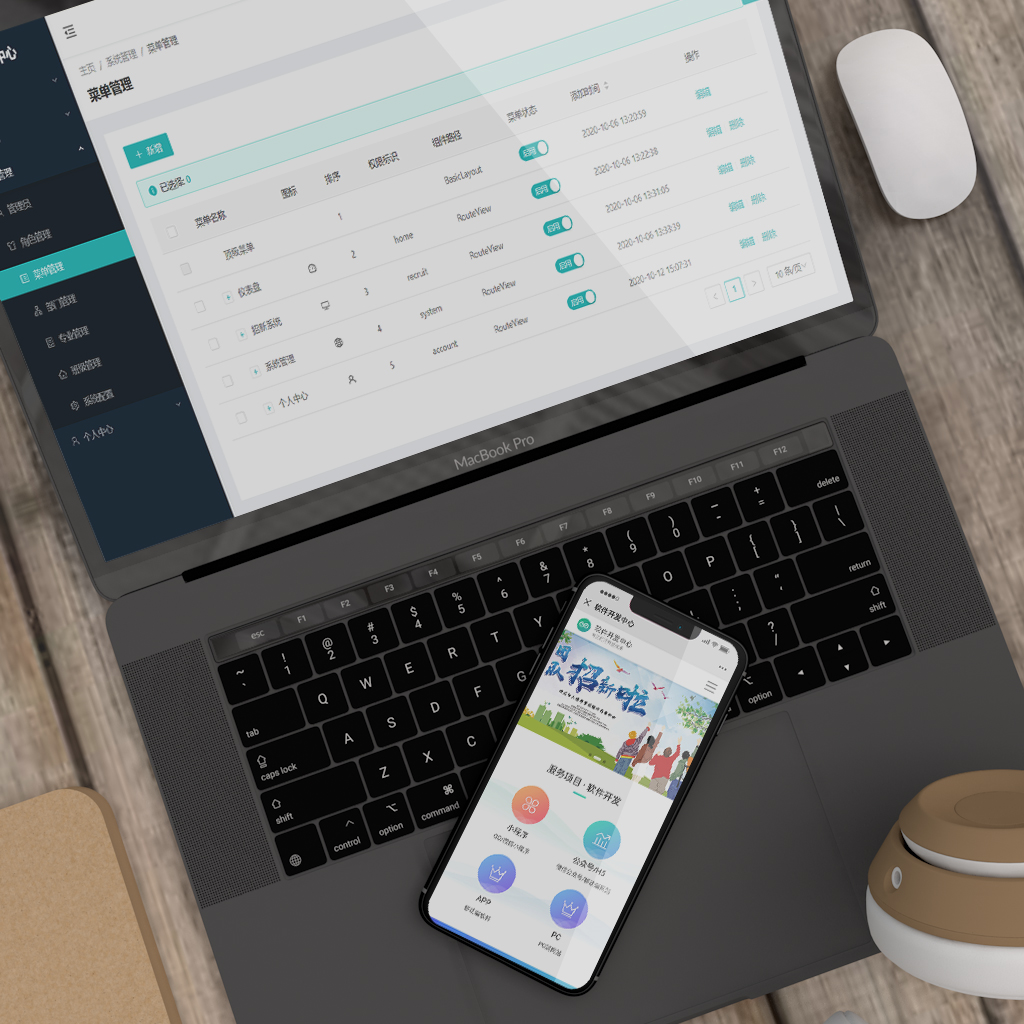 中心
主页 / 系统管理 / 菜单管理
菜单管理
+ 新增
已选择: 0
菜单名称 图标 排序 权限标识 组件路径 菜单状态 添加时间 操作
顶级菜单 1 BasicLayout 启用 2020-10-06 13:20:59 编辑
仪表盘 2 home RouteView 启用 2020-10-06 13:22:38 编辑 删除
招新系统 3 recruit RouteView 启用 2020-10-06 13:31:05 编辑 删除
系统管理 4 system RouteView 启用 2020-10-06 13:33:39 编辑 删除
个人中心 5 account RouteView 启用 2020-10-12 15:07:31 编辑 删除
1 10 条/页
管理
管理员
角色管理
菜单管理
部门管理
专业管理
班级管理
系统配置
个人中心
MacBook Pro
esc F1 F2 F3 F4 F5 F6 F7 F8 F9 F10 F11 F12
~ ` ! 1 @ 2 # 3 $ 4 % 5 ^ 6 & 7 * 8 ( 9 ) 0 _ - + = delete
tab Q W E R T Y O P { [ } ] | \
caps lock A S D F G : ; " ' return
shift Z X C ? / shift
control option command option
软件开发中心
软件开发中心
团队招新啦
服务项目 · 软件开发
小程序
公众号/H5
APP
PC